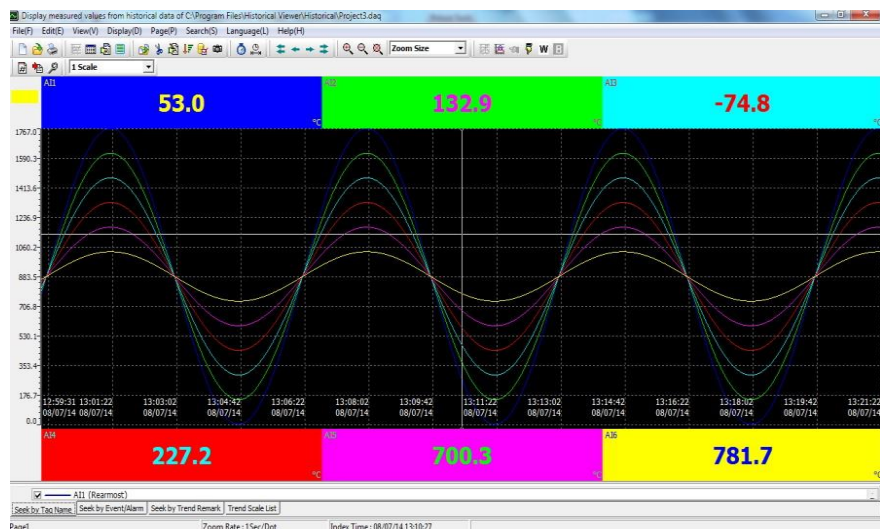 Display measured values from historical data of C:\Program Files\Historical Viewer\Historical\Project3.daq
File(F) Edit(E) View(V) Display(D) Page(P) Search(S) Language(L) Help(H)
Zoom Size
W
1 Scale
AI1 AI2 AI3
53.0 132.9 -74.8
°C °C °C
1767.0
1590.3
1413.6
1236.9
1060.2
883.5
706.8
530.1
353.4
176.7
0.0
12:59:31 13:01:22 13:03:02 13:04:42 13:06:22 13:08:02 13:09:42 13:11:22 13:13:02 13:14:42 13:16:22 13:18:02 13:19:42 13:21:22
08/07/14 08/07/14 08/07/14 08/07/14 08/07/14 08/07/14 08/07/14 08/07/14 08/07/14 08/07/14 08/07/14 08/07/14 08/07/14 08/07/14
AI4 AI5 AI6
227.2 700.3 781.7
°C °C °C
AI1 (Rearmost)
Seek by Tag Name Seek by Event/Alarm Seek by Trend Remark Trend Scale List
Page1 Zoom Rate : 1Sec/Dot Index Time : 08/07/14 13:10:27